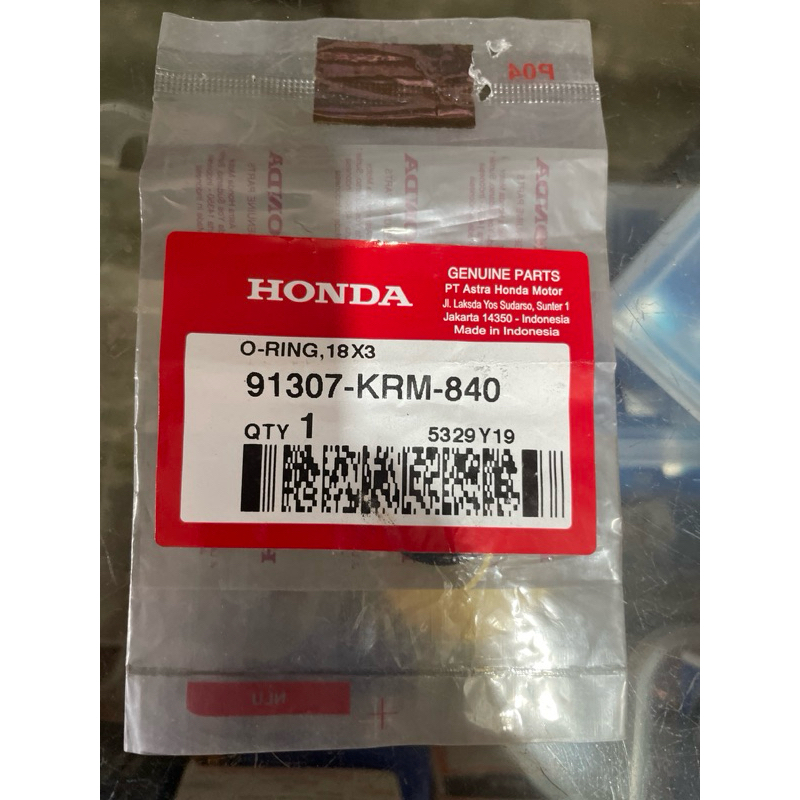 P04
HONDA
GENUINE PARTS
PT Astra Honda Motor
Jl. Laksda Yos Sudarso, Sunter 1
Jakarta 14350 - Indonesia
Made in Indonesia
O-RING,18X3
91307-KRM-840
QTY 1
5329Y19